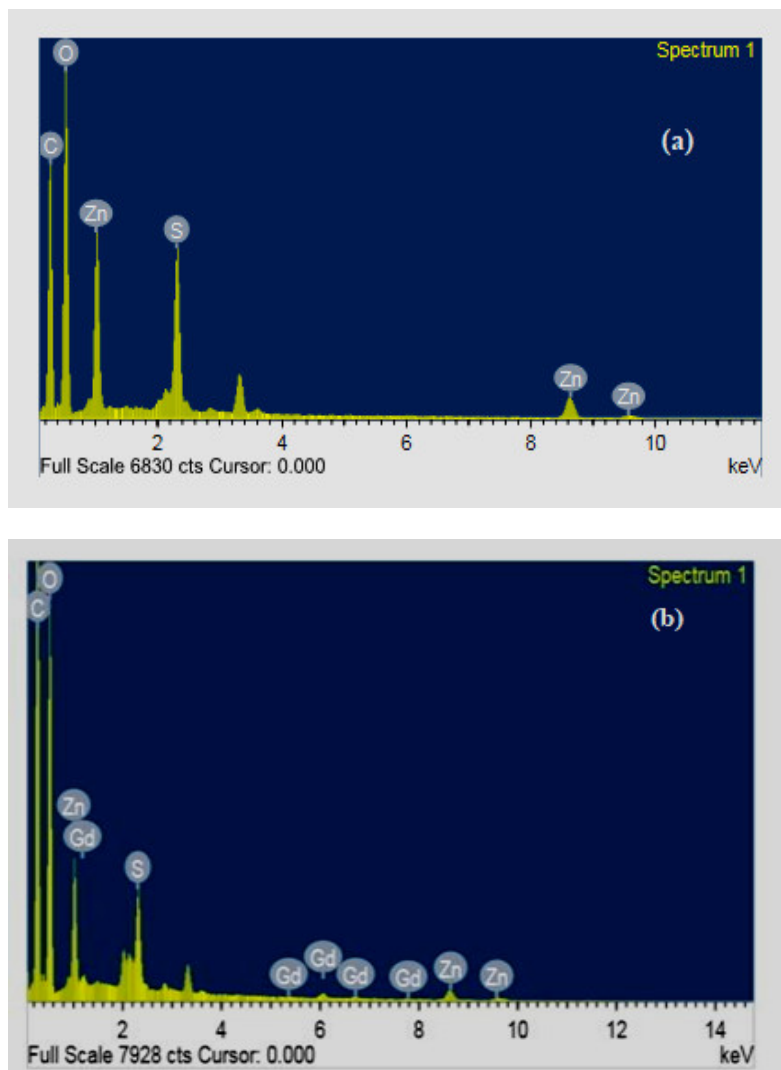 Spectrum 1
O
(a)
C
Zn
S
Zn
Zn
2 4 6 8 10
Full Scale 6830 cts Cursor: 0.000 keV
Spectrum 1
O
C
(b)
Zn
Gd
S
Gd Gd Gd Gd Zn Zn
2 4 6 8 10 12 14
Full Scale 7928 cts Cursor: 0.000 keV